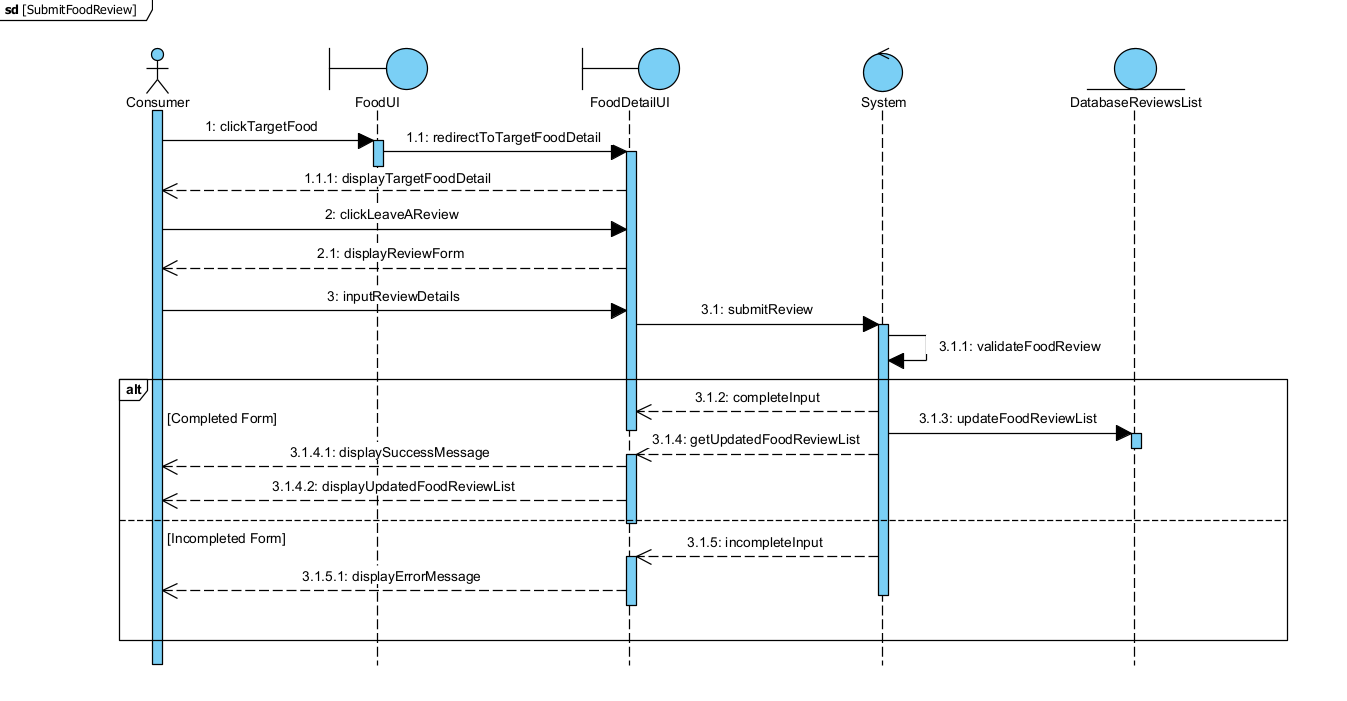 sd [SubmitFoodReview]
Consumer
FoodUI
FoodDetailUI
System
DatabaseReviewsList
1: clickTargetFood
1.1: redirectToTargetFoodDetail
1.1.1: displayTargetFoodDetail
2: clickLeaveAReview
2.1: displayReviewForm
3: inputReviewDetails
3.1: submitReview
3.1.1: validateFoodReview
alt
3.1.2: completeInput
[Completed Form]
3.1.3: updateFoodReviewList
3.1.4: getUpdatedFoodReviewList
3.1.4.1: displaySuccessMessage
3.1.4.2: displayUpdatedFoodReviewList
[Incompleted Form]
3.1.5: incompleteInput
3.1.5.1: displayErrorMessage